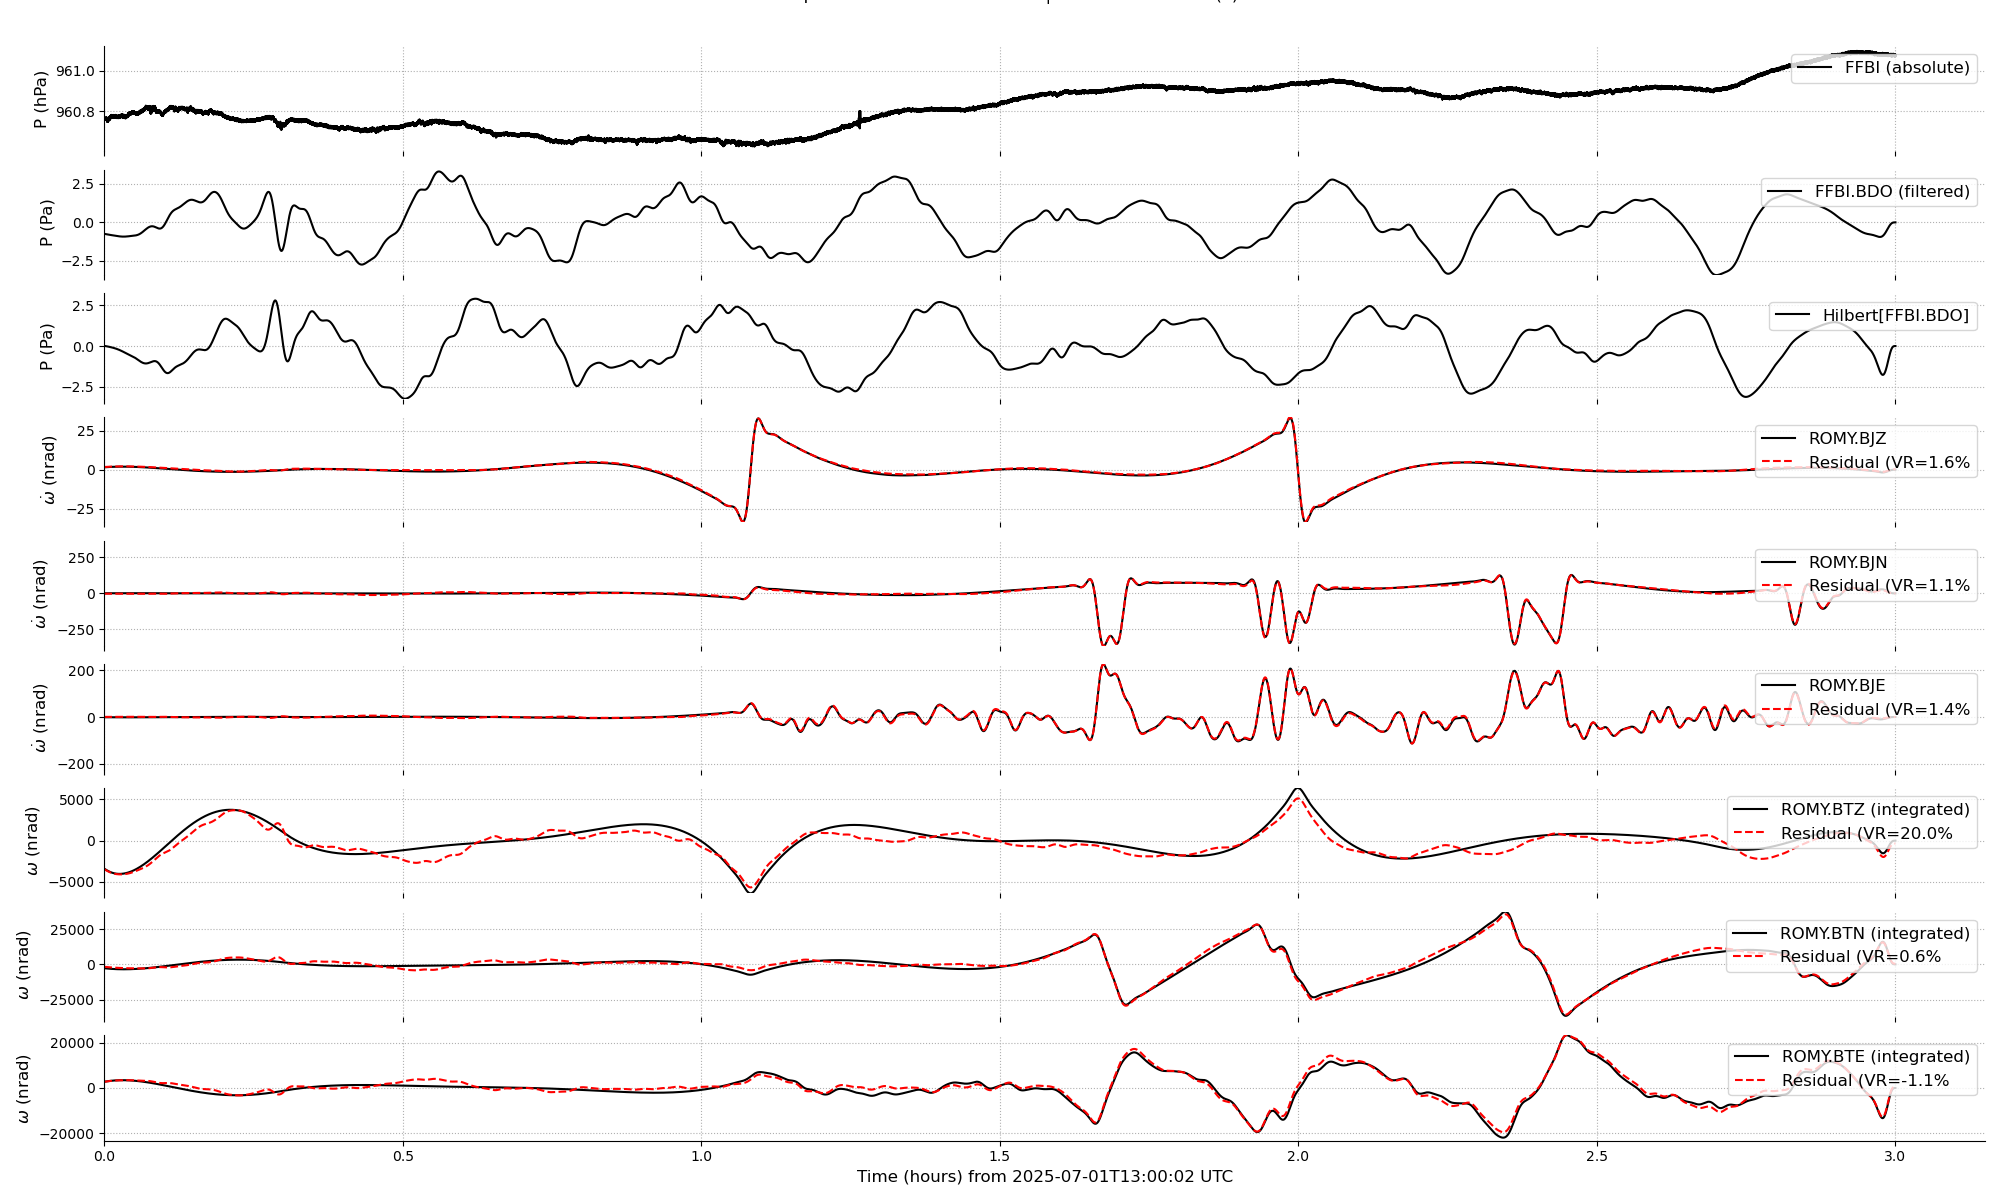 P (hPa)
961.0
960.8
FFBI (absolute)
P (Pa)
2.5
0.0
−2.5
FFBI.BDO (filtered)
P (Pa)
2.5
0.0
−2.5
Hilbert[FFBI.BDO]
ω̇ (nrad)
25
0
−25
ROMY.BJZ
Residual (VR=1.6%
ω̇ (nrad)
250
0
−250
ROMY.BJN
Residual (VR=1.1%
ω̇ (nrad)
200
0
−200
ROMY.BJE
Residual (VR=1.4%
ω (nrad)
5000
0
−5000
ROMY.BTZ (integrated)
Residual (VR=20.0%
ω (nrad)
25000
0
−25000
ROMY.BTN (integrated)
Residual (VR=0.6%
ω (nrad)
20000
0
−20000
ROMY.BTE (integrated)
Residual (VR=-1.1%
0.0 0.5 1.0 1.5 2.0 2.5 3.0
Time (hours) from 2025-07-01T13:00:02 UTC